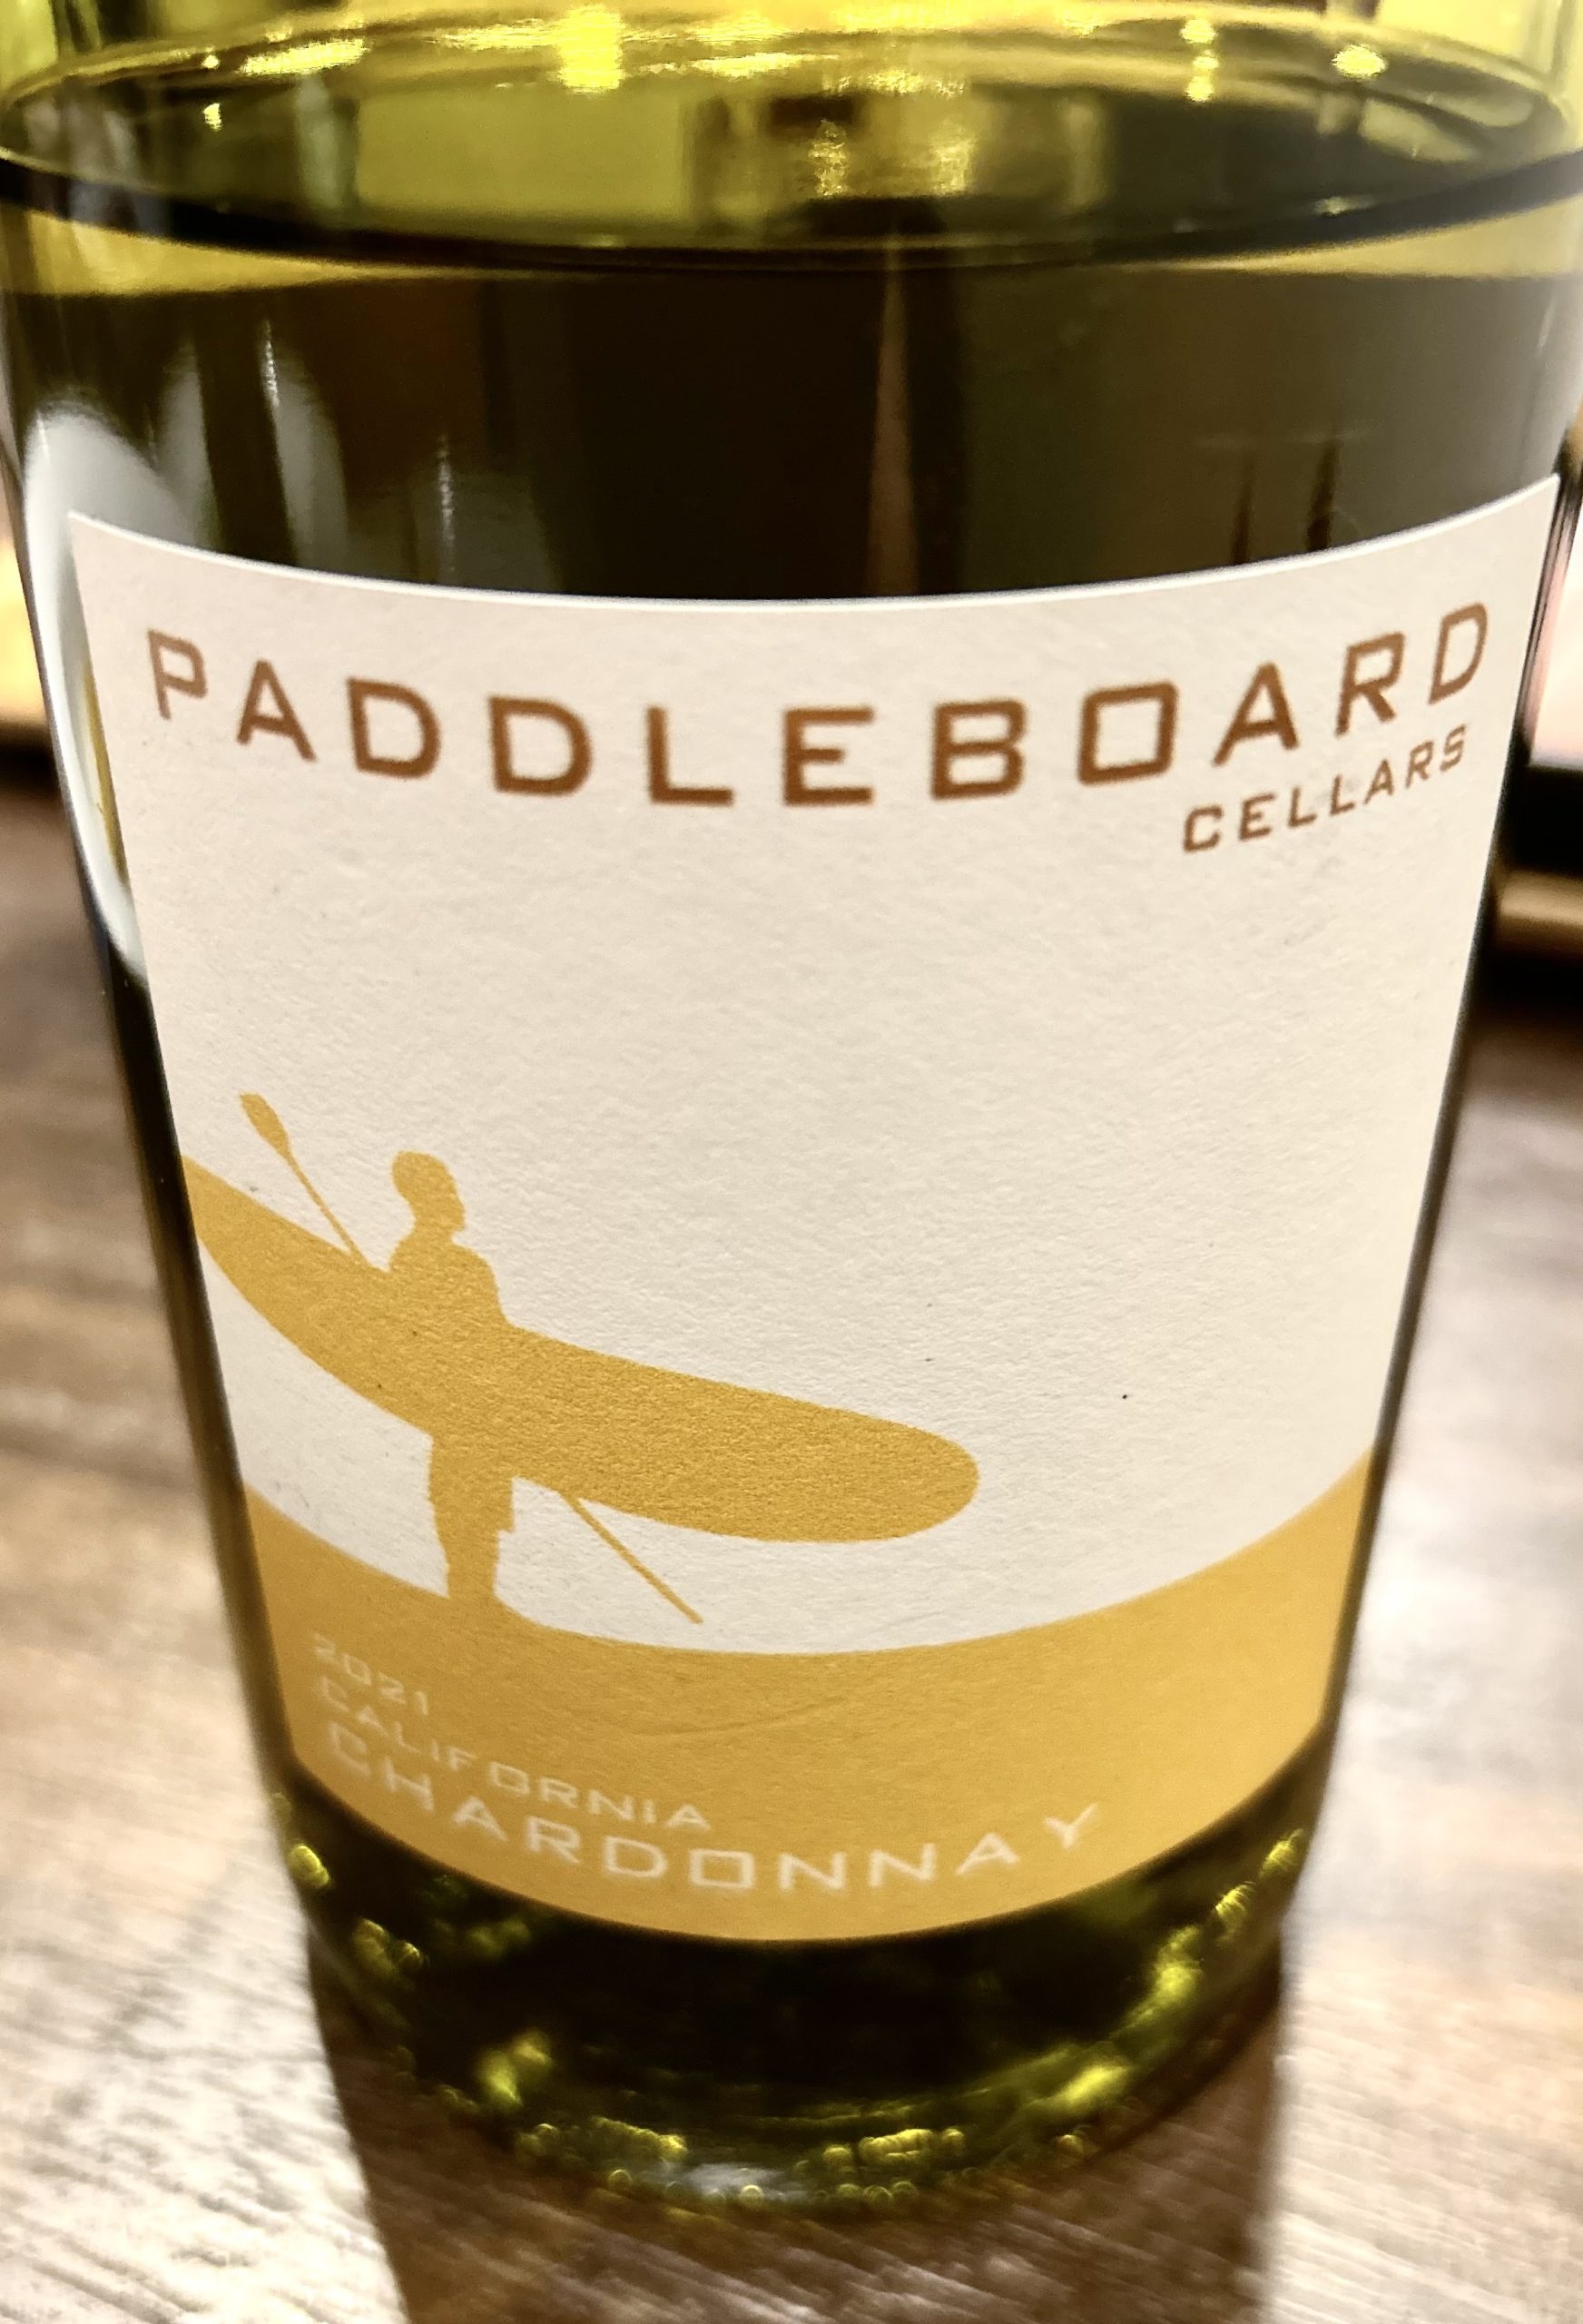 PADDLEBOARD
CELLARS
2021
CALIFORNIA
CHARDONNAY